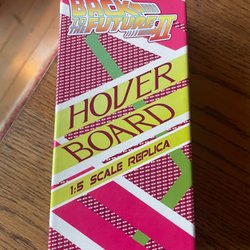 BACK
TO THE
FUTURE II
HOVER
BOARD
1:5 SCALE REPLICA